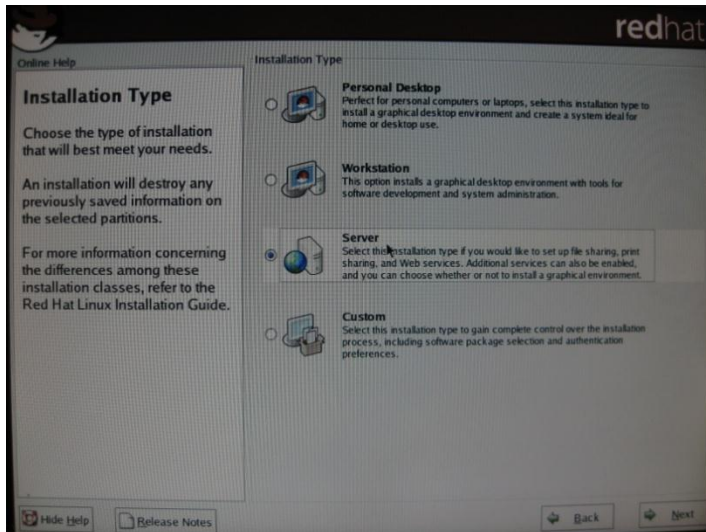 redhat
Online Help
Installation Type
Choose the type of installation
that will best meet your needs.
An installation will destroy any
previously saved information on
the selected partitions.
For more information concerning
the differences among these
installation classes, refer to the
Red Hat Linux Installation Guide.
Installation Type
Personal Desktop
Perfect for personal computers or laptops, select this installation type to
install a graphical desktop environment and create a system ideal for
home or desktop use.
Workstation
This option installs a graphical desktop environment with tools for
software development and system administration.
Server
Select this installation type if you would like to set up file sharing, print
sharing, and Web services. Additional services can also be enabled,
and you can choose whether or not to install a graphical environment.
Custom
Select this installation type to gain complete control over the installation
process, including software package selection and authentication
preferences.
Hide Help
Release Notes
Back
Next